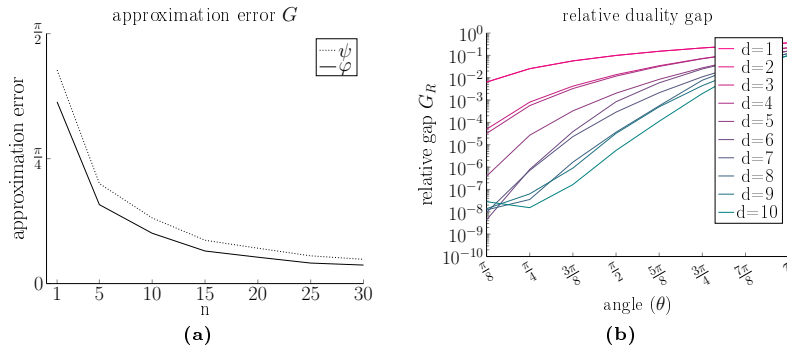 approximation error G
approximation error
π/2
π/4
0
1 5 10 15 20 25 30
n
ψ
φ
(a)
relative duality gap
relative gap G_R
10^0
10^-1
10^-2
10^-3
10^-4
10^-5
10^-6
10^-7
10^-8
10^-9
10^-10
π/8 π/4 3π/8 π/2 5π/8 3π/4 7π/8
angle (θ)
d=1
d=2
d=3
d=4
d=5
d=6
d=7
d=8
d=9
d=10
(b)